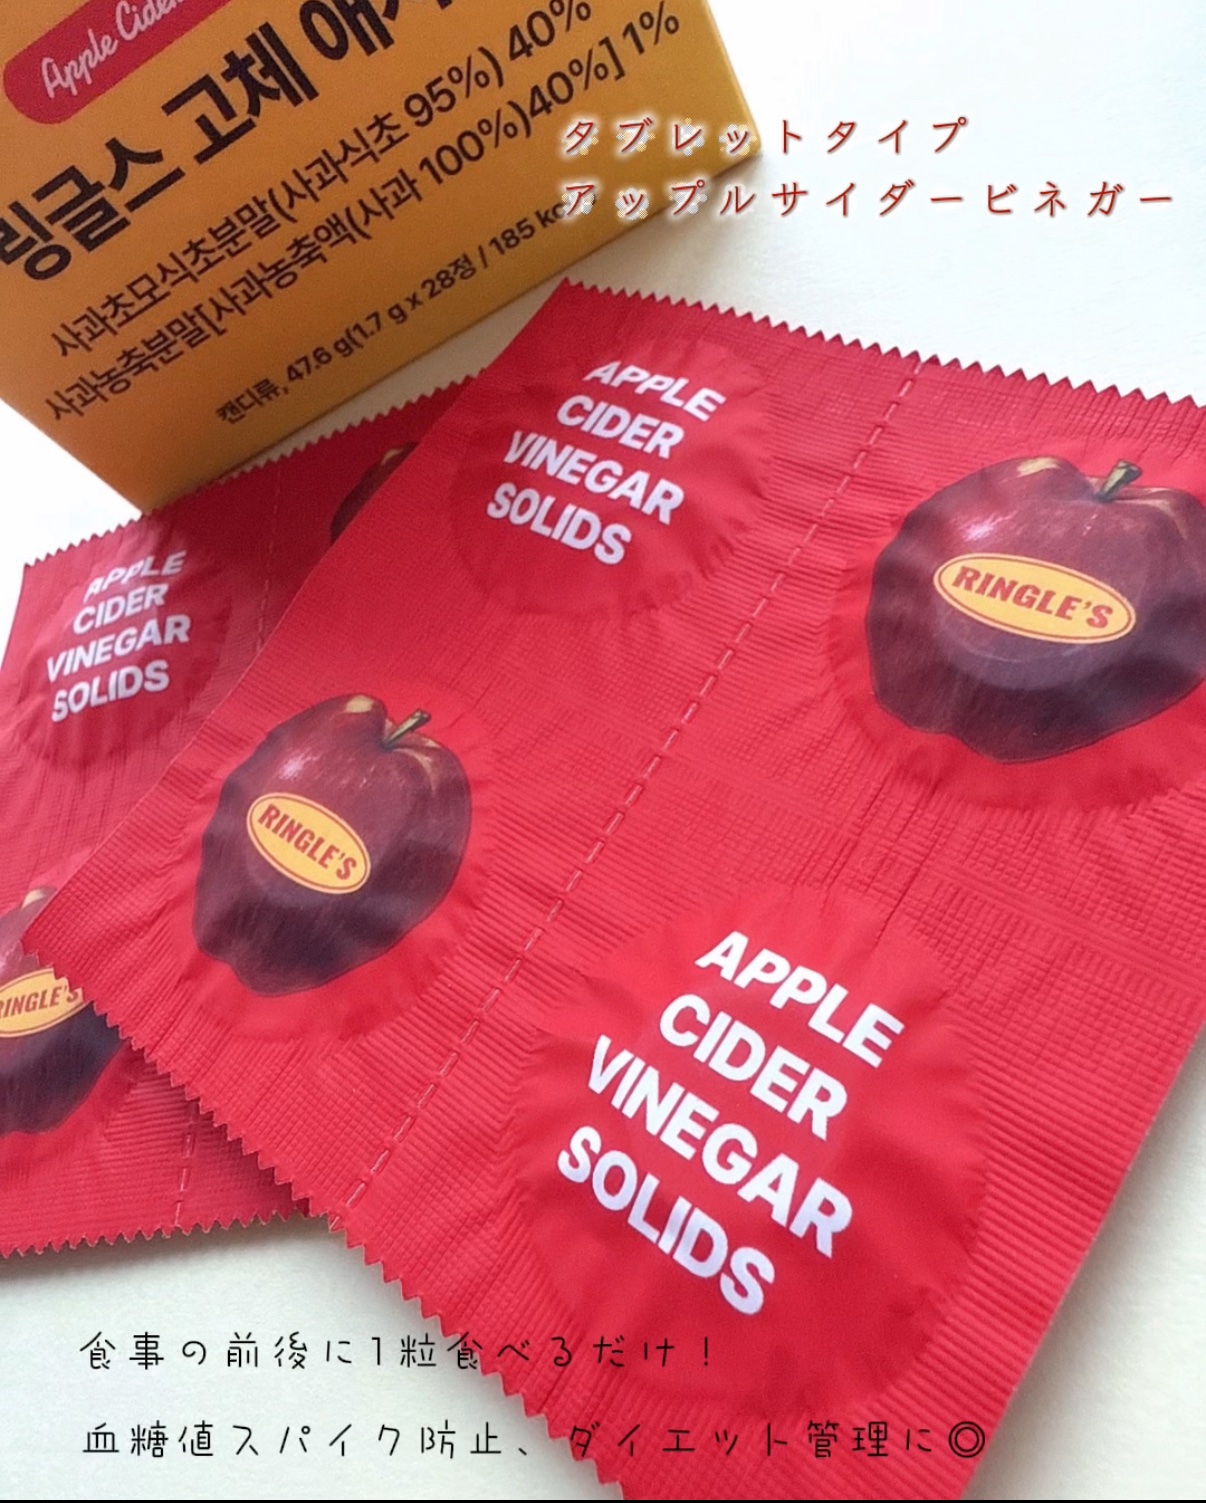 Apple Cider
링글스 고체 애사
사과초모식초분말(사과식초 95%) 40%
사과농축분말[사과농축액(사과 100%)40%] 1%
캔디류, 47.6 g(1.7 g x 28정 / 185 kc
タブレットタイプ
アップルサイダービネガー
APPLE
CIDER
VINEGAR
SOLIDS
RINGLE'S
APPLE
CIDER
VINEGAR
SOLIDS
RINGLE'S
RINGLE'S
APPLE
CIDER
VINEGAR
SOLIDS
食事の前後に1粒食べるだけ！
血糖値スパイク防止、ダイエット管理に◎